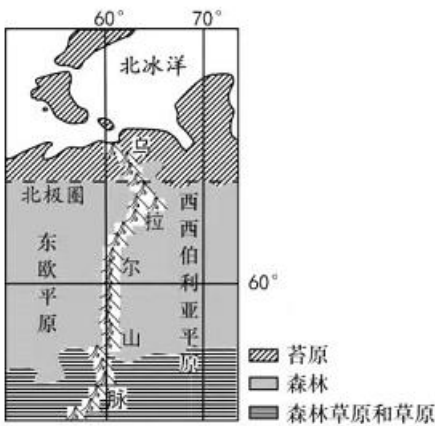 60° 70°
北冰洋
乌拉尔山脉
北极圈
东欧平原
西西伯利亚平原
60°
苔原
森林
森林草原和草原